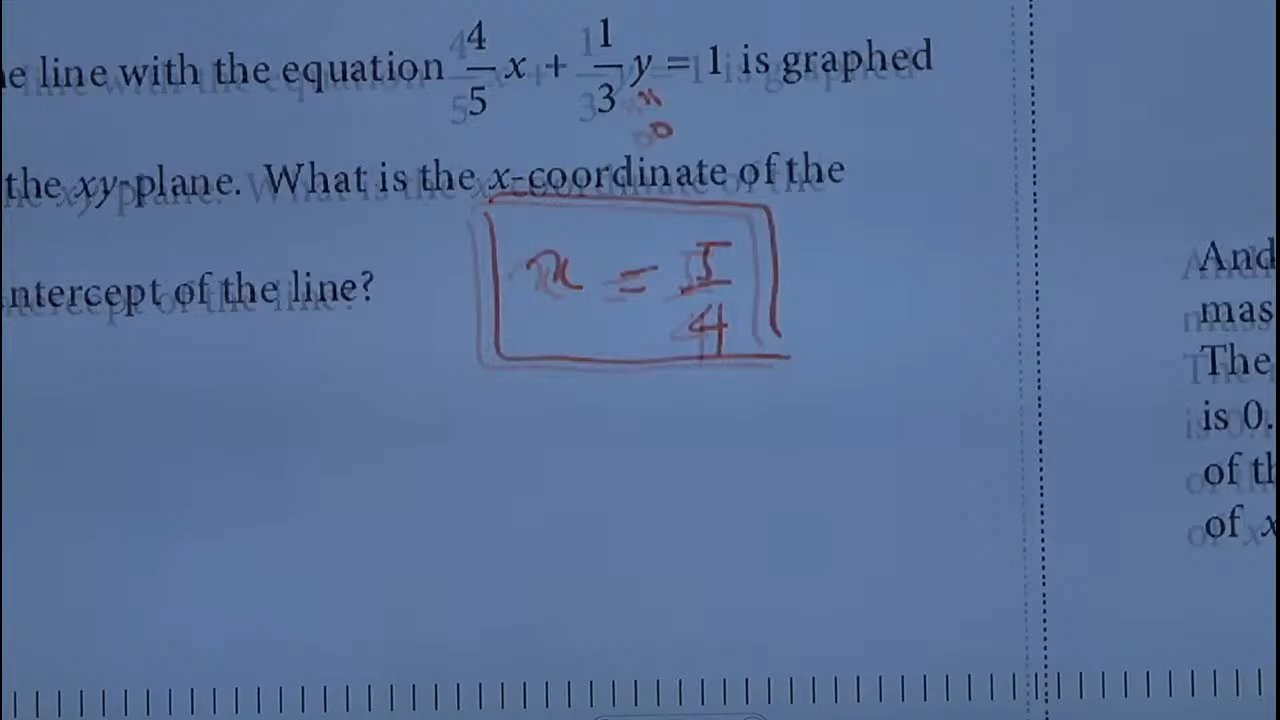 e line with the equation 4/5 x + 1/3 y = 1 is graphed
"
0
the xy-plane. What is the x-coordinate of the
x = 5/4
ntercept of the line?
And
mas
The
is 0.
of th
of x